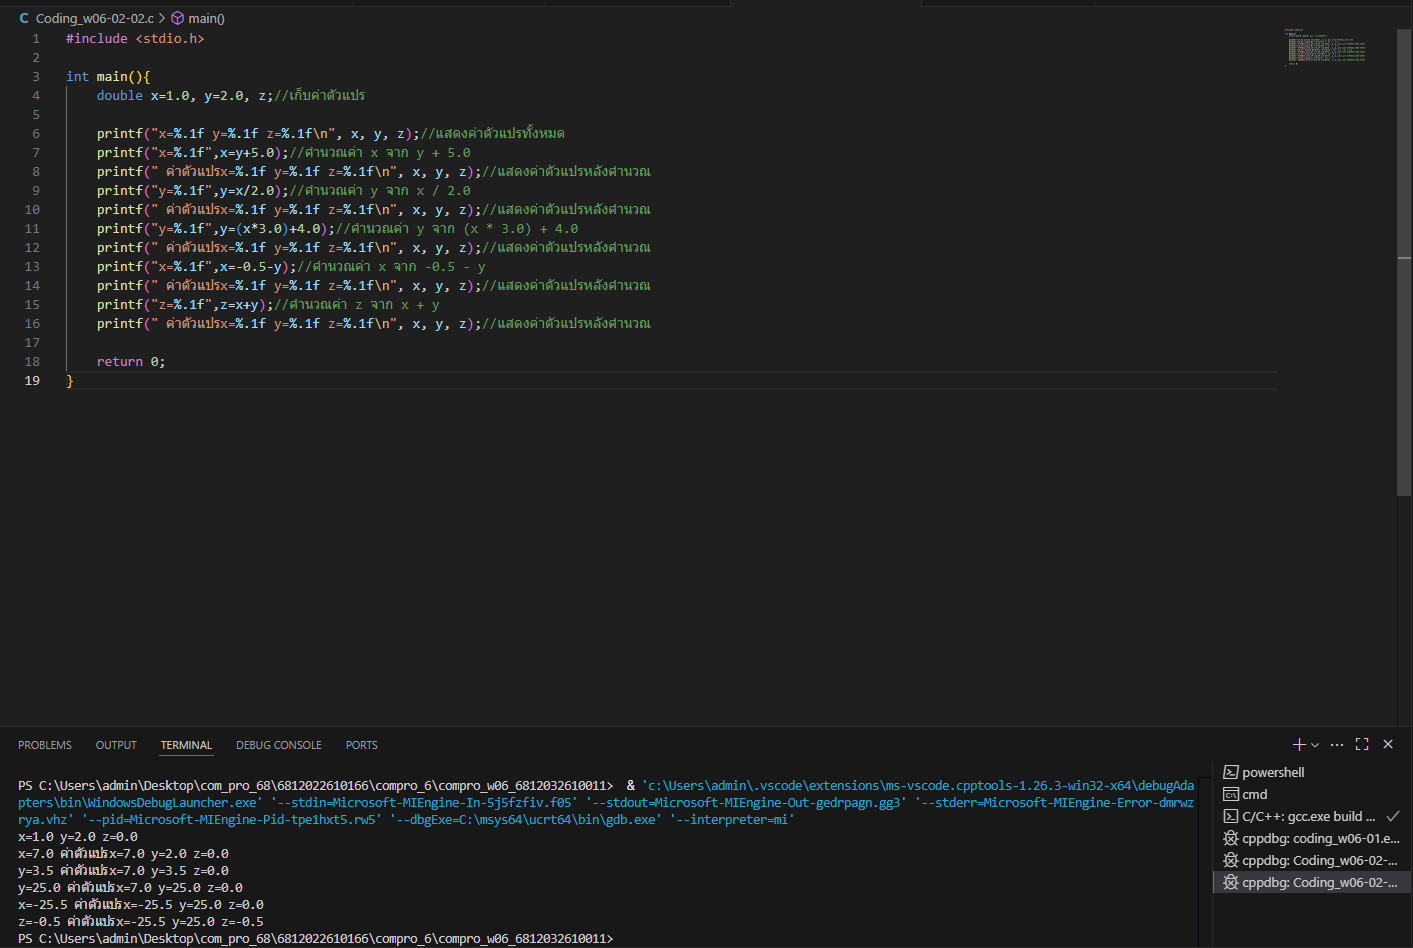 Coding_w06-02-02.c > main()
1 #include <stdio.h>
2
3 int main(){
4 double x=1.0, y=2.0, z;//เก็บค่าตัวแปร
5
6 printf("x=%.1f y=%.1f z=%.1f\n", x, y, z);//แสดงค่าตัวแปรทั้งหมด
7 printf("x=%.1f",x=y+5.0);//คำนวณค่า x จาก y + 5.0
8 printf(" ค่าตัวแปรx=%.1f y=%.1f z=%.1f\n", x, y, z);//แสดงค่าตัวแปรหลังคำนวณ
9 printf("y=%.1f",y=x/2.0);//คำนวณค่า y จาก x / 2.0
10 printf(" ค่าตัวแปรx=%.1f y=%.1f z=%.1f\n", x, y, z);//แสดงค่าตัวแปรหลังคำนวณ
11 printf("y=%.1f",y=(x*3.0)+4.0);//คำนวณค่า y จาก (x * 3.0) + 4.0
12 printf(" ค่าตัวแปรx=%.1f y=%.1f z=%.1f\n", x, y, z);//แสดงค่าตัวแปรหลังคำนวณ
13 printf("x=%.1f",x=-0.5-y);//คำนวณค่า x จาก -0.5 - y
14 printf(" ค่าตัวแปรx=%.1f y=%.1f z=%.1f\n", x, y, z);//แสดงค่าตัวแปรหลังคำนวณ
15 printf("z=%.1f",z=x+y);//คำนวณค่า z จาก x + y
16 printf(" ค่าตัวแปรx=%.1f y=%.1f z=%.1f\n", x, y, z);//แสดงค่าตัวแปรหลังคำนวณ
17
18 return 0;
19 }
PROBLEMS OUTPUT TERMINAL DEBUG CONSOLE PORTS
PS C:\Users\admin\Desktop\com_pro_68\6812022610166\compro_6\compro_w06_6812032610011> & 'c:\Users\admin\.vscode\extensions\ms-vscode.cpptools-1.26.3-win32-x64\debugAda
pters\bin\WindowsDebugLauncher.exe' '--stdin=Microsoft-MIEngine-In-5j5fzfiv.f05' '--stdout=Microsoft-MIEngine-Out-gedrpagn.gg3' '--stderr=Microsoft-MIEngine-Error-dmrwz
rya.vhz' '--pid=Microsoft-MIEngine-Pid-tpe1hxt5.rw5' '--dbgExe=C:\msys64\ucrt64\bin\gdb.exe' '--interpreter=mi'
x=1.0 y=2.0 z=0.0
x=7.0 ค่าตัวแปรx=7.0 y=2.0 z=0.0
y=3.5 ค่าตัวแปรx=7.0 y=3.5 z=0.0
y=25.0 ค่าตัวแปรx=7.0 y=25.0 z=0.0
x=-25.5 ค่าตัวแปรx=-25.5 y=25.0 z=0.0
z=-0.5 ค่าตัวแปรx=-25.5 y=25.0 z=-0.5
PS C:\Users\admin\Desktop\com_pro_68\6812022610166\compro_6\compro_w06_6812032610011>
powershell
cmd
C/C++: gcc.exe build ...
cppdbg: coding_w06-01.e...
cppdbg: Coding_w06-02-...
cppdbg: Coding_w06-02-...